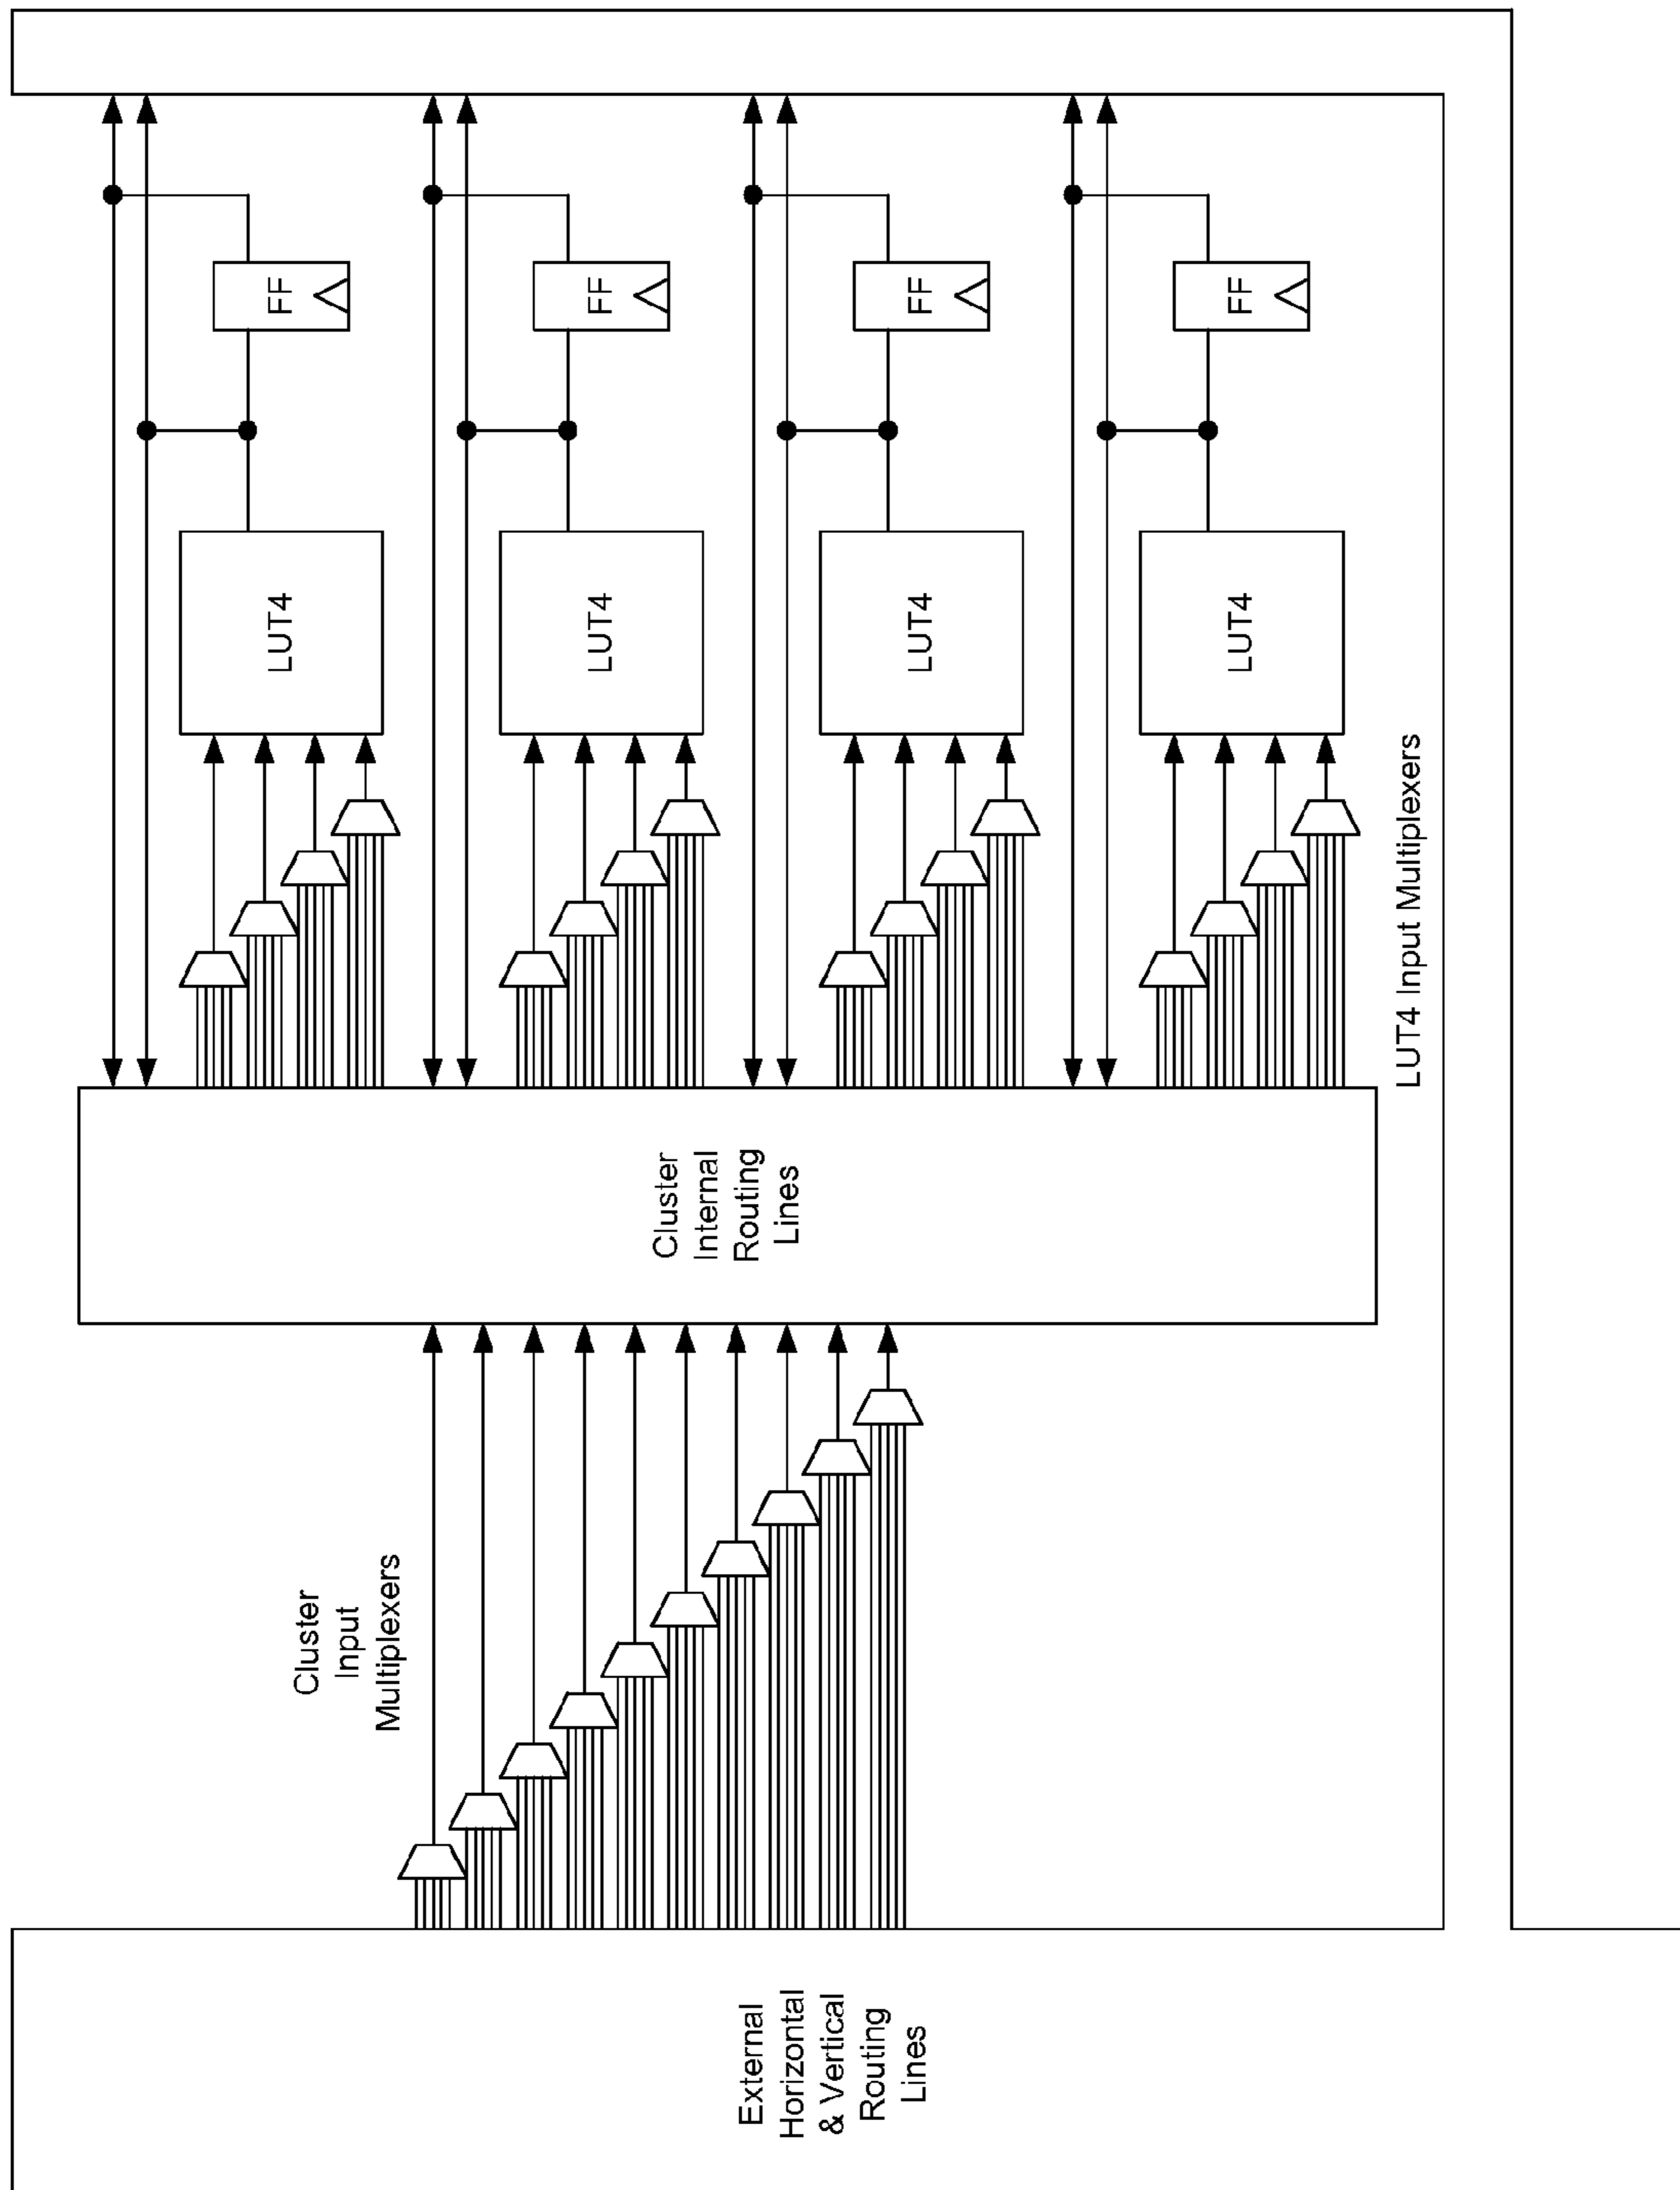 External
Horizontal
& Vertical
Routing
Lines
Cluster
Input
Multiplexers
Cluster
Internal
Routing
Lines
LUT4 Input Multiplexers
LUT4
FF
LUT4
FF
LUT4
FF
LUT4
FF